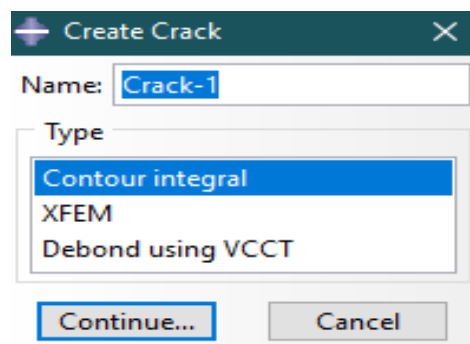 Create Crack
Name: Crack-1
Type
Contour integral
XFEM
Debond using VCCT
Continue... Cancel